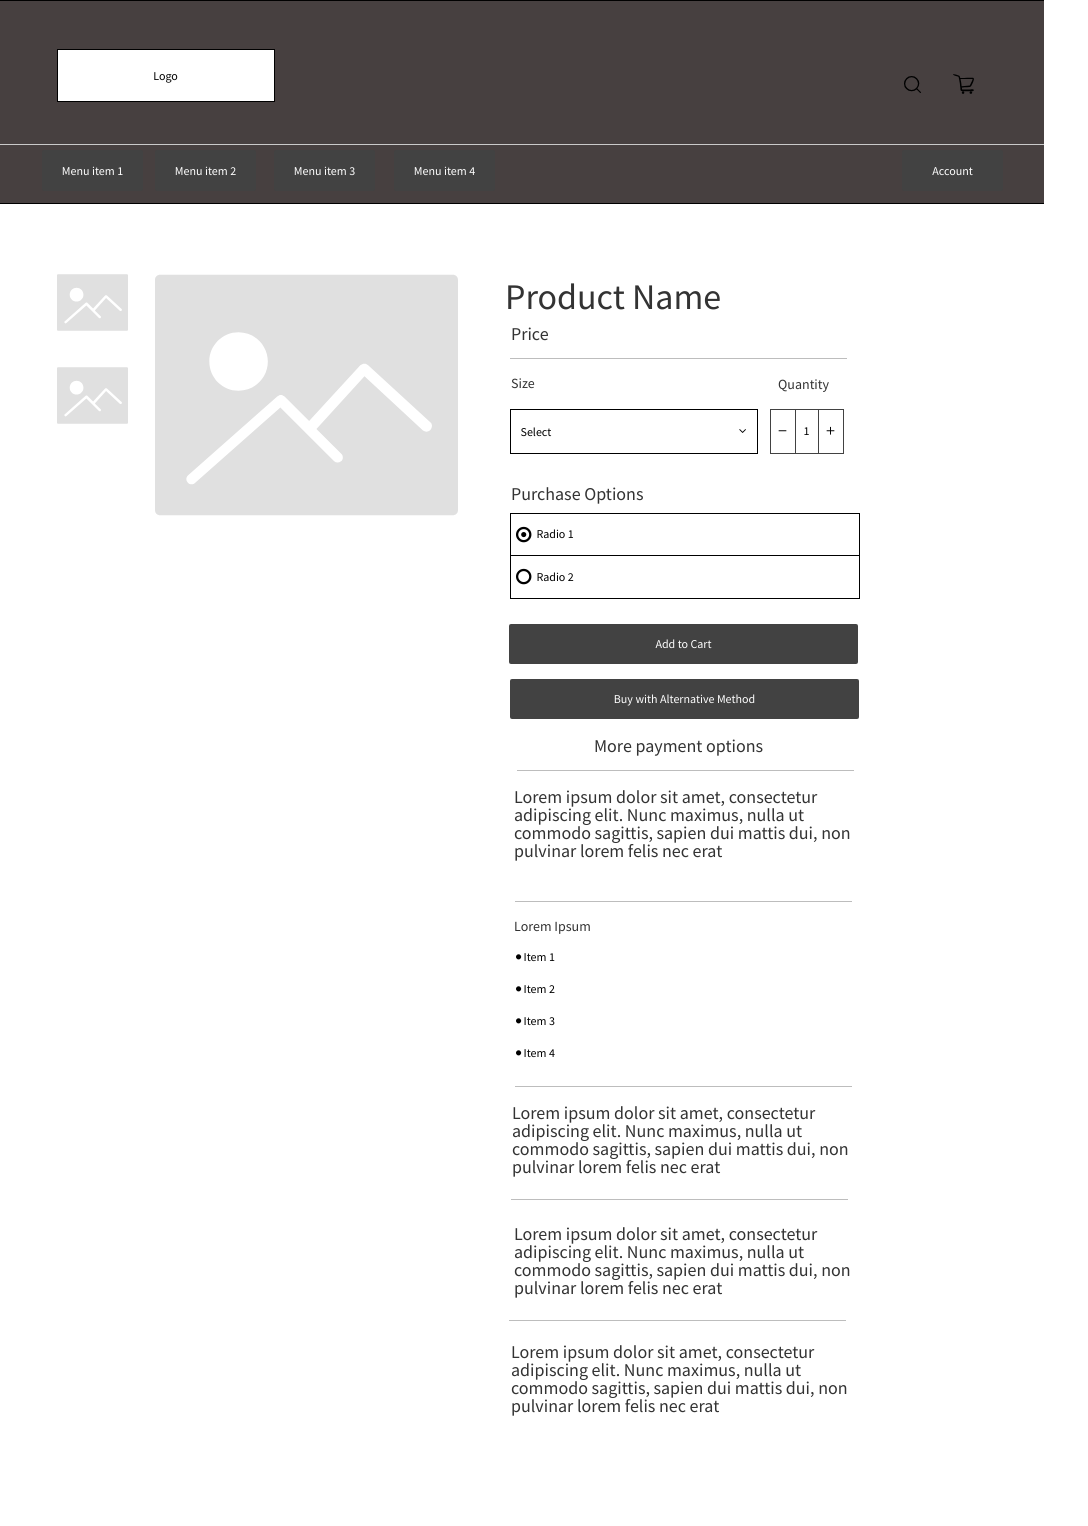 Logo
Menu item 1
Menu item 2
Menu item 3
Menu item 4
Account
Product Name
Price
Size
Quantity
Select
− 1 +
Purchase Options
Radio 1
Radio 2
Add to Cart
Buy with Alternative Method
More payment options
Lorem ipsum dolor sit amet, consectetur
adipiscing elit. Nunc maximus, nulla ut
commodo sagittis, sapien dui mattis dui, non
pulvinar lorem felis nec erat
Lorem Ipsum
• Item 1
• Item 2
• Item 3
• Item 4
Lorem ipsum dolor sit amet, consectetur
adipiscing elit. Nunc maximus, nulla ut
commodo sagittis, sapien dui mattis dui, non
pulvinar lorem felis nec erat
Lorem ipsum dolor sit amet, consectetur
adipiscing elit. Nunc maximus, nulla ut
commodo sagittis, sapien dui mattis dui, non
pulvinar lorem felis nec erat
Lorem ipsum dolor sit amet, consectetur
adipiscing elit. Nunc maximus, nulla ut
commodo sagittis, sapien dui mattis dui, non
pulvinar lorem felis nec erat